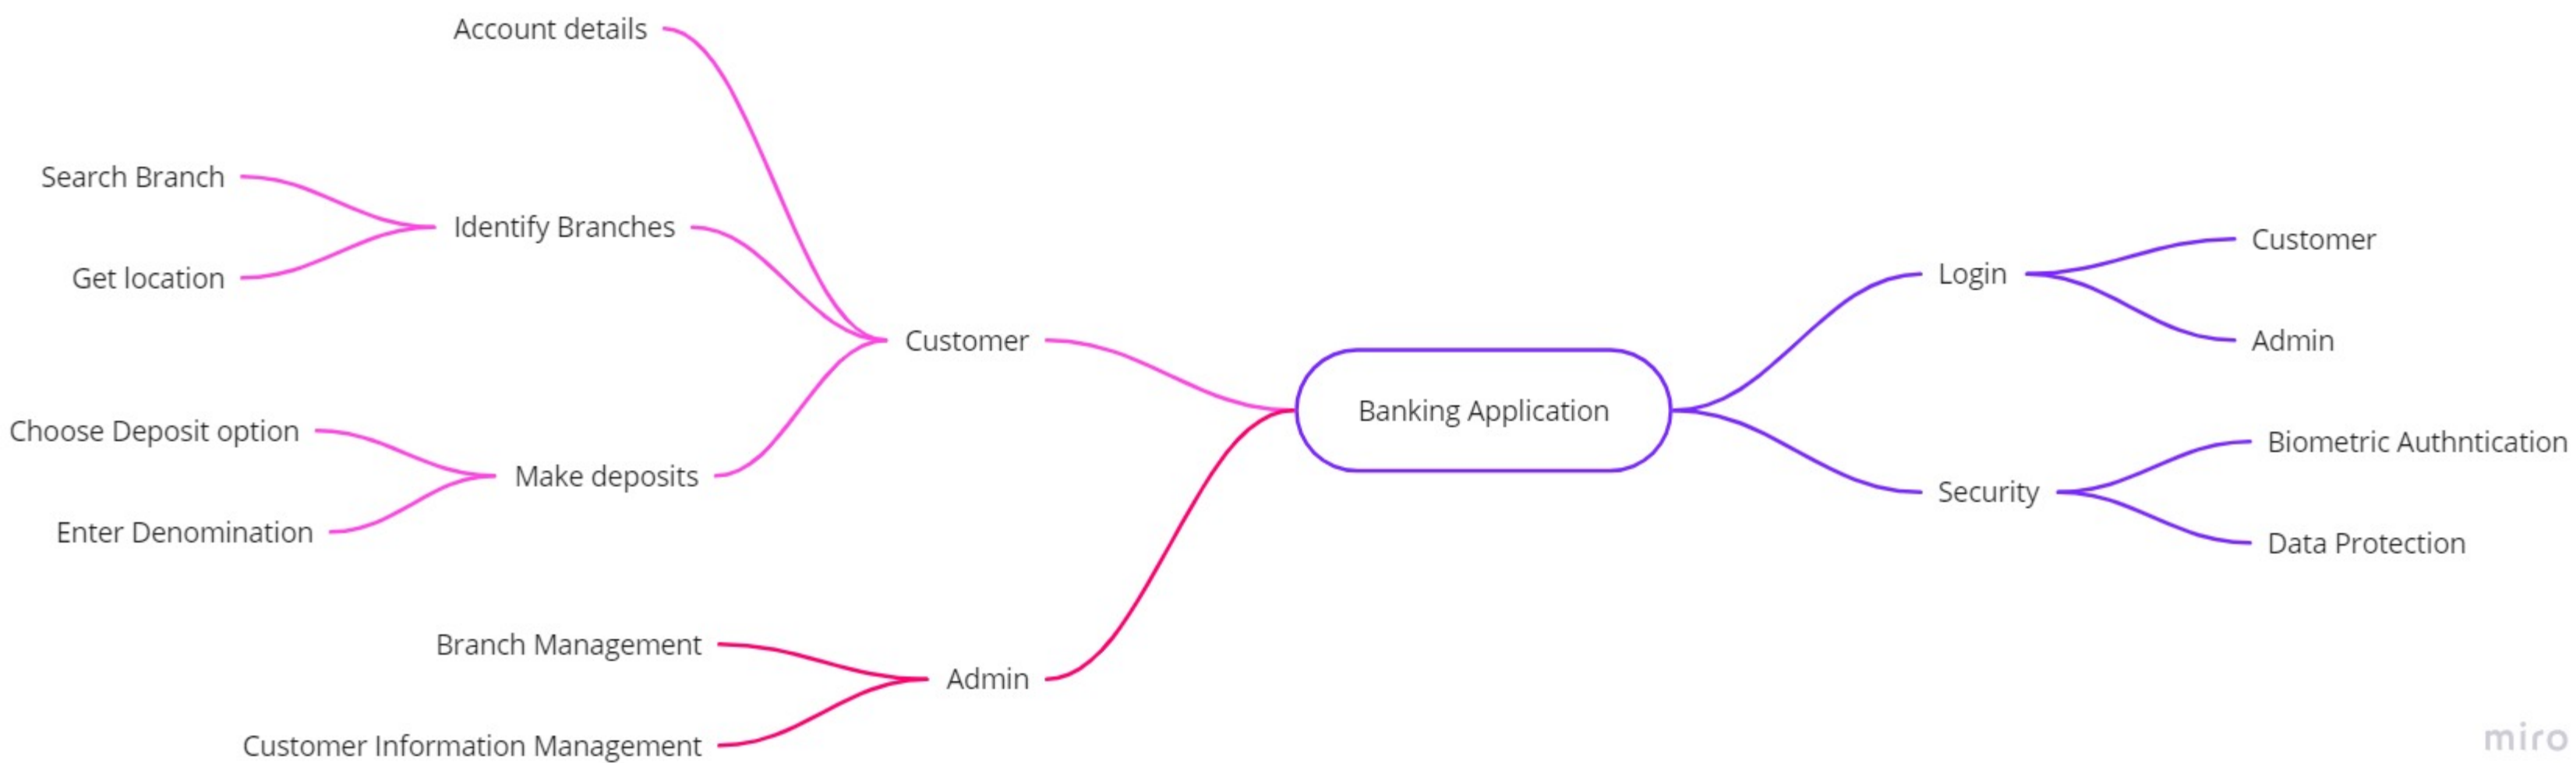 Account details
Search Branch
Identify Branches
Get location
Customer
Choose Deposit option
Make deposits
Enter Denomination
Branch Management
Admin
Customer Information Management
Banking Application
Login
Customer
Admin
Security
Biometric Authntication
Data Protection
miro